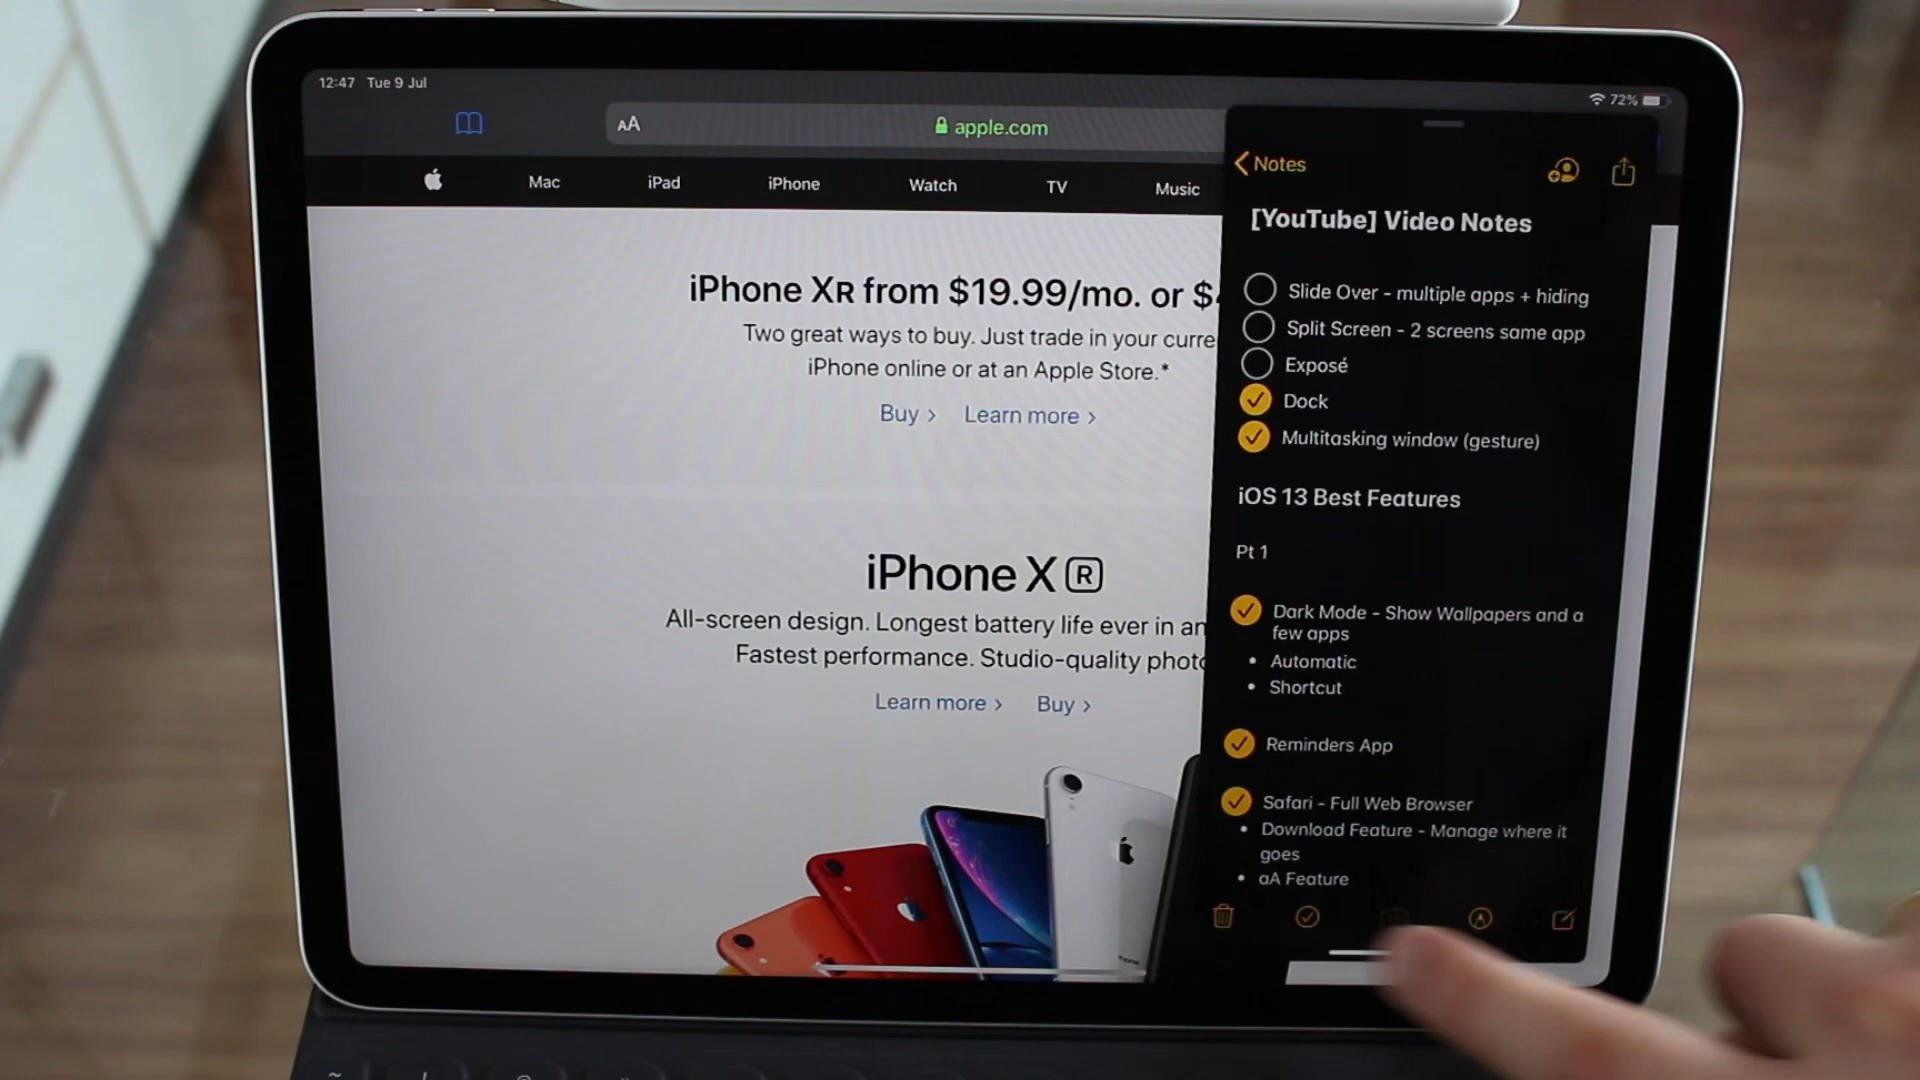 12:47 Tue 9 Jul
72%
AA
apple.com
Mac iPad iPhone Watch TV Music
iPhone XR from $19.99/mo. or $
Two great ways to buy. Just trade in your curre
iPhone online or at an Apple Store.*
Buy > Learn more >
iPhone XR
All-screen design. Longest battery life ever in an
Fastest performance. Studio-quality photo
Learn more > Buy >
Notes
[YouTube] Video Notes
Slide Over - multiple apps + hiding
Split Screen - 2 screens same app
Exposé
Dock
Multitasking window (gesture)
iOS 13 Best Features
Pt 1
Dark Mode - Show Wallpapers and a
few apps
• Automatic
• Shortcut
Reminders App
Safari - Full Web Browser
• Download Feature - Manage where it
goes
• aA Feature